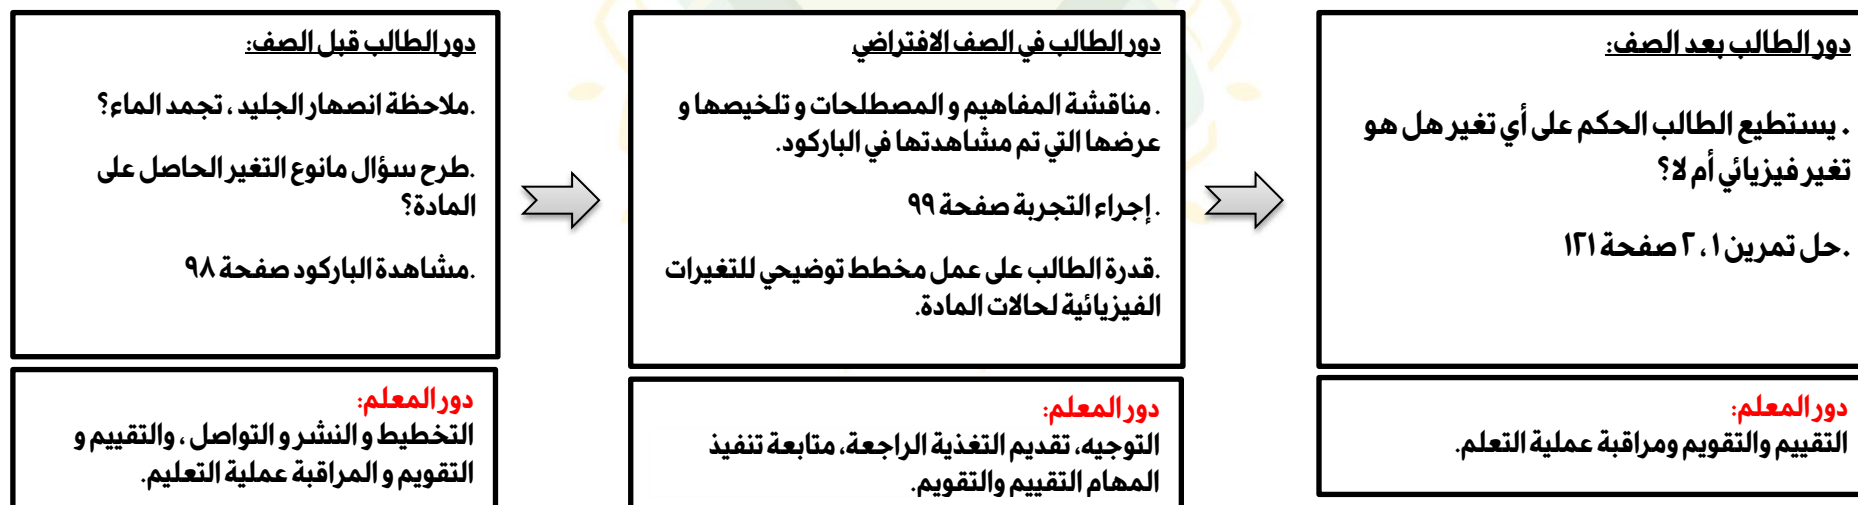 دور الطالب قبل الصف:
.ملاحظة انصهار الجليد ، تجمد الماء؟
.طرح سؤال مانوع التغير الحاصل على
المادة؟
.مشاهدة الباركود صفحة ٩٨
دور المعلم:
التخطيط و النشر و التواصل ، والتقييم و
التقويم و المراقبة عملية التعليم.
دور الطالب في الصف الافتراضي
. مناقشة المفاهيم و المصطلحات و تلخيصها و
عرضها التي تم مشاهدتها في الباركود.
. إجراء التجربة صفحة ٩٩
.قدرة الطالب على عمل مخطط توضيحي للتغيرات
الفيزيائية لحالات المادة.
دور المعلم:
التوجيه، تقديم التغذية الراجعة، متابعة تنفيذ
المهام التقييم والتقويم.
دور الطالب بعد الصف:
. يستطيع الطالب الحكم على أي تغير هل هو
تغير فيزيائي أم لا؟
.حل تمرين ١ ، ٢ صفحة ١٢١
دور المعلم:
التقييم والتقويم ومراقبة عملية التعلم.